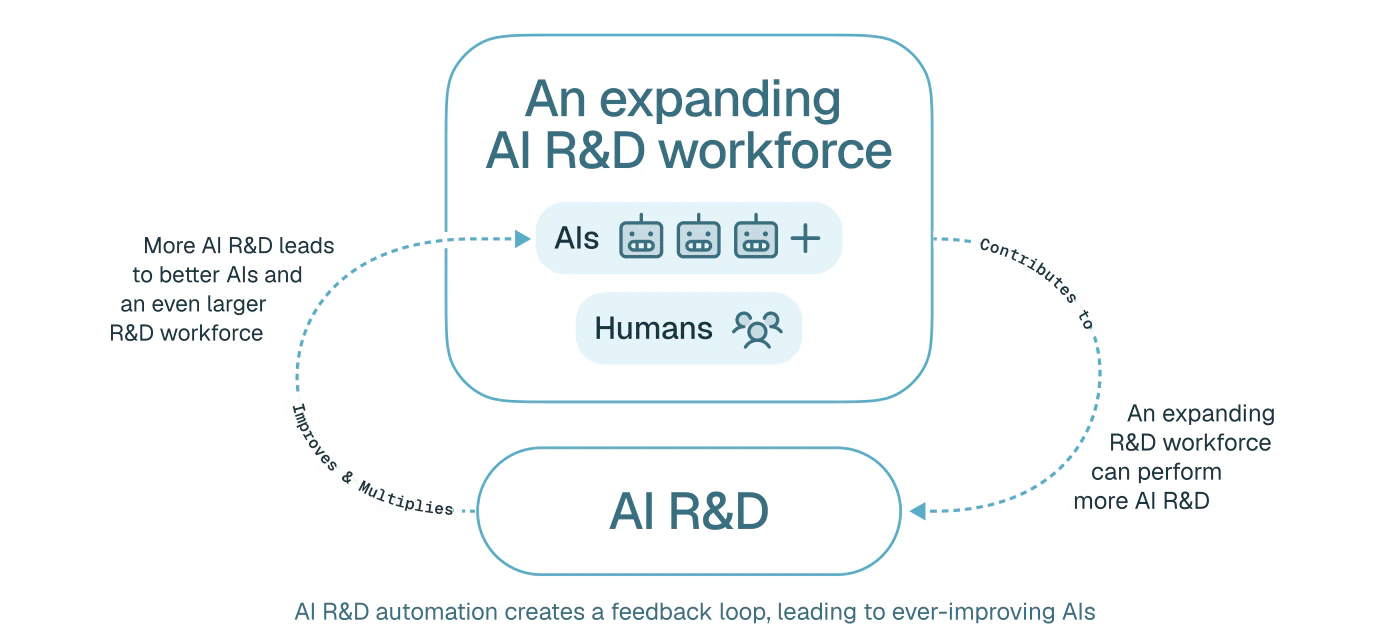 An expanding
AI R&D workforce
AIs
Humans
More AI R&D leads
to better AIs and
an even larger
R&D workforce
Contributes to
An expanding
R&D workforce
can perform
more AI R&D
Improves & Multiplies
AI R&D
AI R&D automation creates a feedback loop, leading to ever-improving AIs